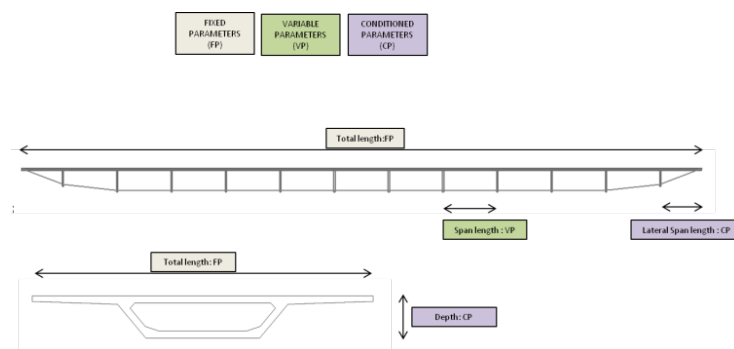 FIXED
PARAMETERS
(FP)
VARIABLE
PARAMETERS
(VP)
CONDITIONED
PARAMETERS
(CP)
Total length:FP
;
Span length : VP
Lateral Span length : CP
Total length: FP
Depth: CP